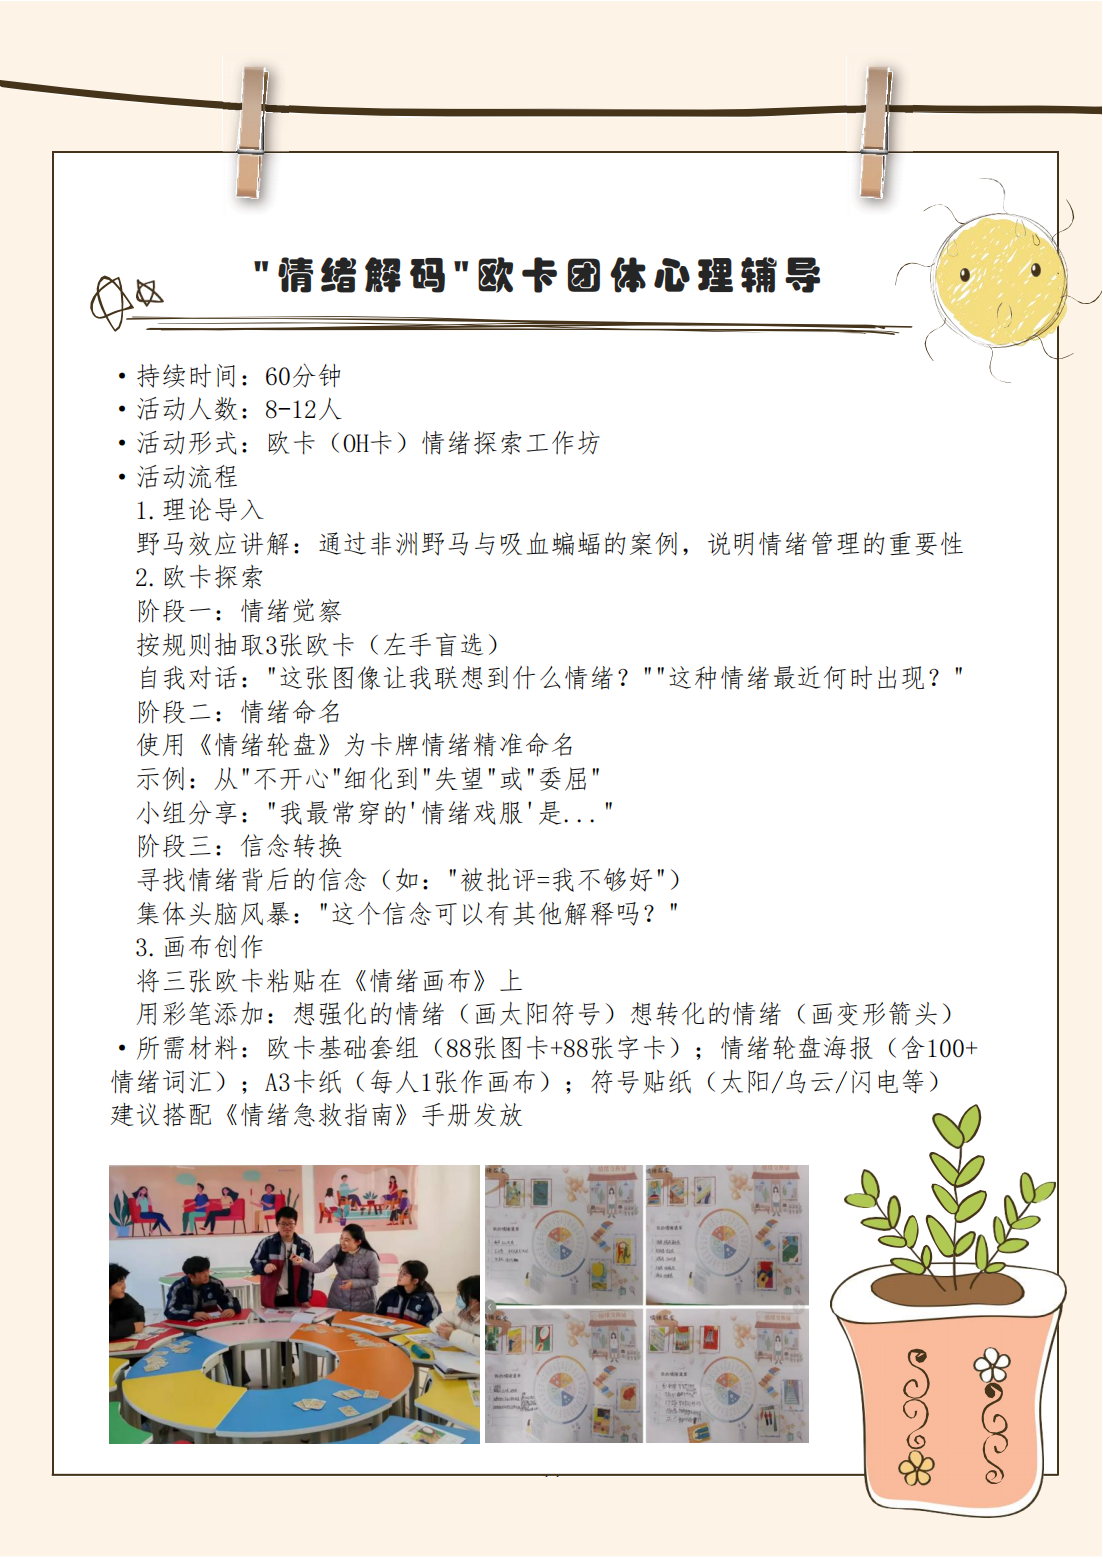 "情绪解码"欧卡团体心理辅导
•持续时间：60分钟
•活动人数：8-12人
•活动形式：欧卡（OH卡）情绪探索工作坊
•活动流程
1.理论导入
野马效应讲解：通过非洲野马与吸血蝙蝠的案例，说明情绪管理的重要性
2.欧卡探索
阶段一：情绪觉察
按规则抽取3张欧卡（左手盲选）
自我对话："这张图像让我联想到什么情绪？""这种情绪最近何时出现？"
阶段二：情绪命名
使用《情绪轮盘》为卡牌情绪精准命名
示例：从"不开心"细化到"失望"或"委屈"
小组分享："我最常穿的'情绪戏服'是..."
阶段三：信念转换
寻找情绪背后的信念（如："被批评=我不够好"）
集体头脑风暴："这个信念可以有其他解释吗？"
3.画布创作
将三张欧卡粘贴在《情绪画布》上
用彩笔添加：想强化的情绪（画太阳符号）想转化的情绪（画变形箭头）
•所需材料：欧卡基础套组（88张图卡+88张字卡）；情绪轮盘海报（含100+
情绪词汇）；A3卡纸（每人1张作画布）；符号贴纸（太阳/乌云/闪电等）
建议搭配《情绪急救指南》手册发放